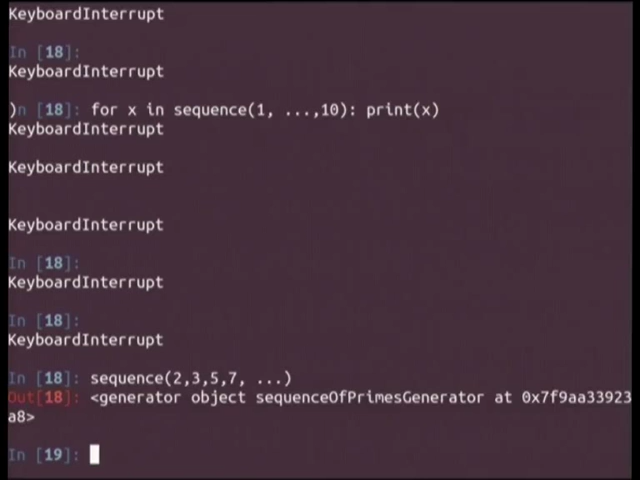 KeyboardInterrupt
In [18]:
KeyboardInterrupt
)n [18]: for x in sequence(1, ...,10): print(x)
KeyboardInterrupt
KeyboardInterrupt
KeyboardInterrupt
In [18]:
KeyboardInterrupt
In [18]:
KeyboardInterrupt
In [18]: sequence(2,3,5,7, ...)
Out[18]: <generator object sequenceOfPrimesGenerator at 0x7f9aa33923
a8>
In [19]: